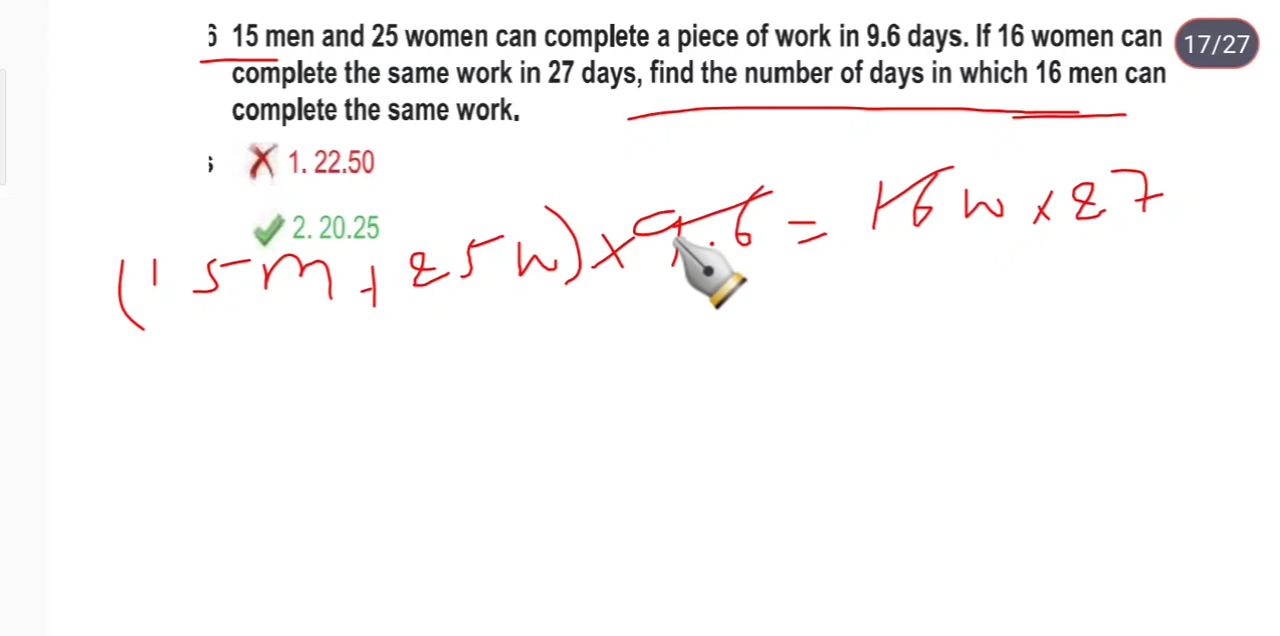 6 15 men and 25 women can complete a piece of work in 9.6 days. If 16 women can
17/27
complete the same work in 27 days, find the number of days in which 16 men can
complete the same work.
1. 22.50
2. 20.25
(15m + 25w) × 9.6 = 16w × 27